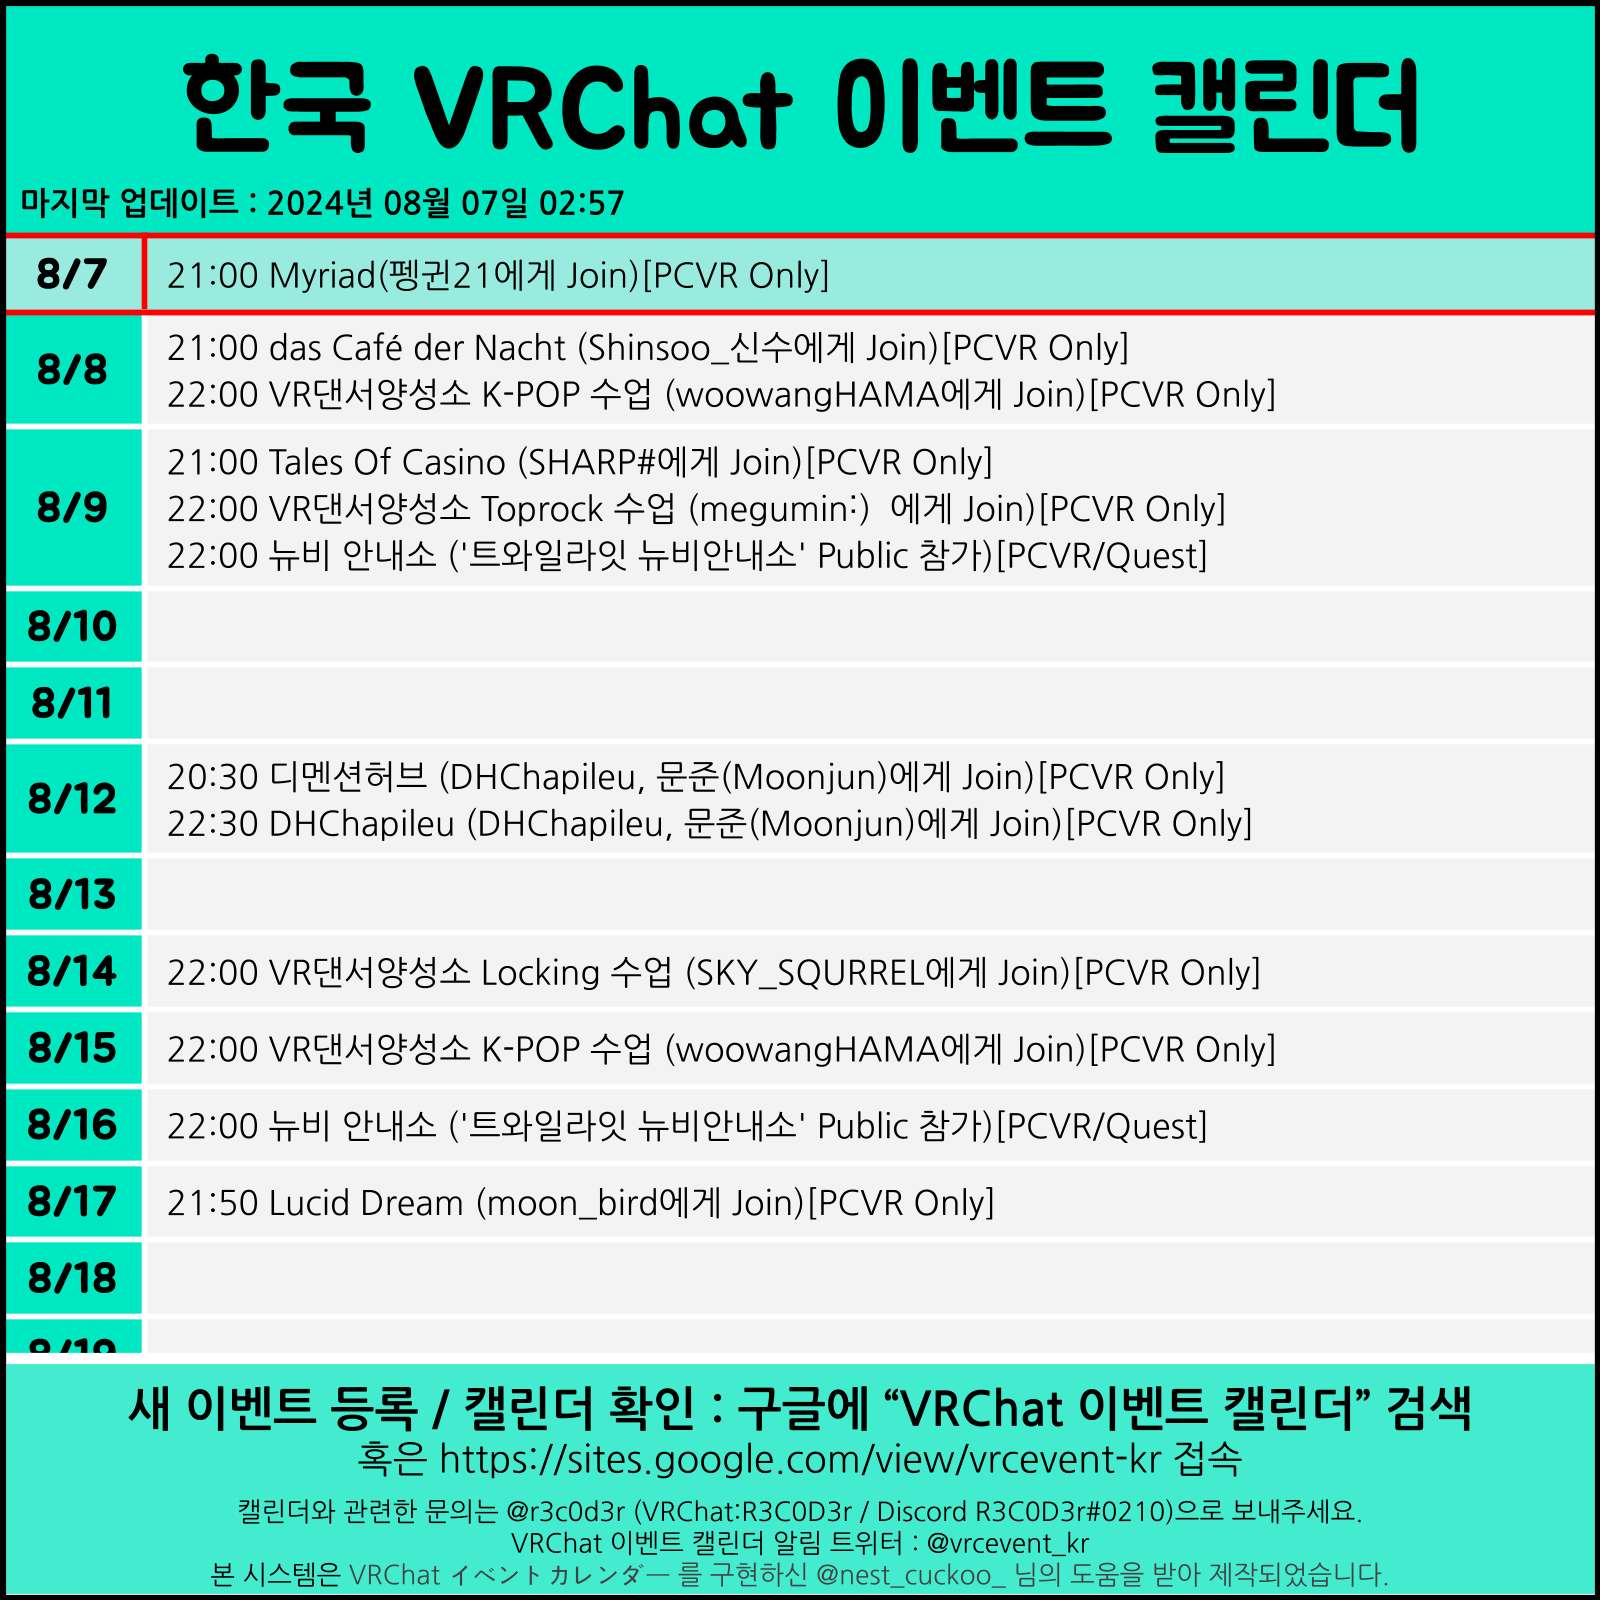 한국 VRChat 이벤트 캘린더
마지막 업데이트 : 2024년 08월 07일 02:57
8/7
21:00 Myriad(펭귄21에게 Join)[PCVR Only]
8/8
21:00 das Café der Nacht (Shinsoo_신수에게 Join)[PCVR Only]
22:00 VR댄서양성소 K-POP 수업 (woowangHAMA에게 Join)[PCVR Only]
8/9
21:00 Tales Of Casino (SHARP#에게 Join)[PCVR Only]
22:00 VR댄서양성소 Toprock 수업 (megumin:)  에게 Join)[PCVR Only]
22:00 뉴비 안내소 ('트와일라잇 뉴비안내소' Public 참가)[PCVR/Quest]
8/10
8/11
8/12
20:30 디멘션허브 (DHChapileu, 문준(Moonjun)에게 Join)[PCVR Only]
22:30 DHChapileu (DHChapileu, 문준(Moonjun)에게 Join)[PCVR Only]
8/13
8/14
22:00 VR댄서양성소 Locking 수업 (SKY_SQURREL에게 Join)[PCVR Only]
8/15
22:00 VR댄서양성소 K-POP 수업 (woowangHAMA에게 Join)[PCVR Only]
8/16
22:00 뉴비 안내소 ('트와일라잇 뉴비안내소' Public 참가)[PCVR/Quest]
8/17
21:50 Lucid Dream (moon_bird에게 Join)[PCVR Only]
8/18
8/19
새 이벤트 등록 / 캘린더 확인 : 구글에 “VRChat 이벤트 캘린더” 검색
혹은 https://sites.google.com/view/vrcevent-kr 접속
캘린더와 관련한 문의는 @r3c0d3r (VRChat:R3C0D3r / Discord R3C0D3r#0210)으로 보내주세요.
VRChat 이벤트 캘린더 알림 트위터 : @vrcevent_kr
본 시스템은 VRChat イベントカレンダー 를 구현하신 @nest_cuckoo_ 님의 도움을 받아 제작되었습니다.